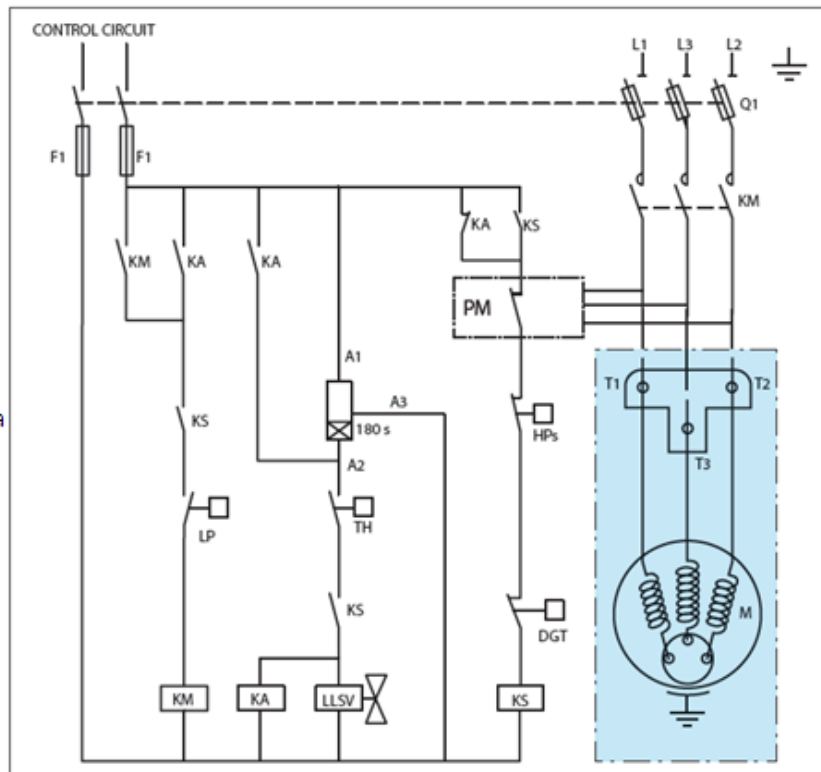 CONTROL CIRCUIT
L1 L3 L2
Q1
F1 F1
KM
KA KS
KM KA KA
PM
A1
T1 T2
A3
180 s
HPs
KS
A2
T3
LP
TH
KS
M
DGT
KM KA LLSV KS
a